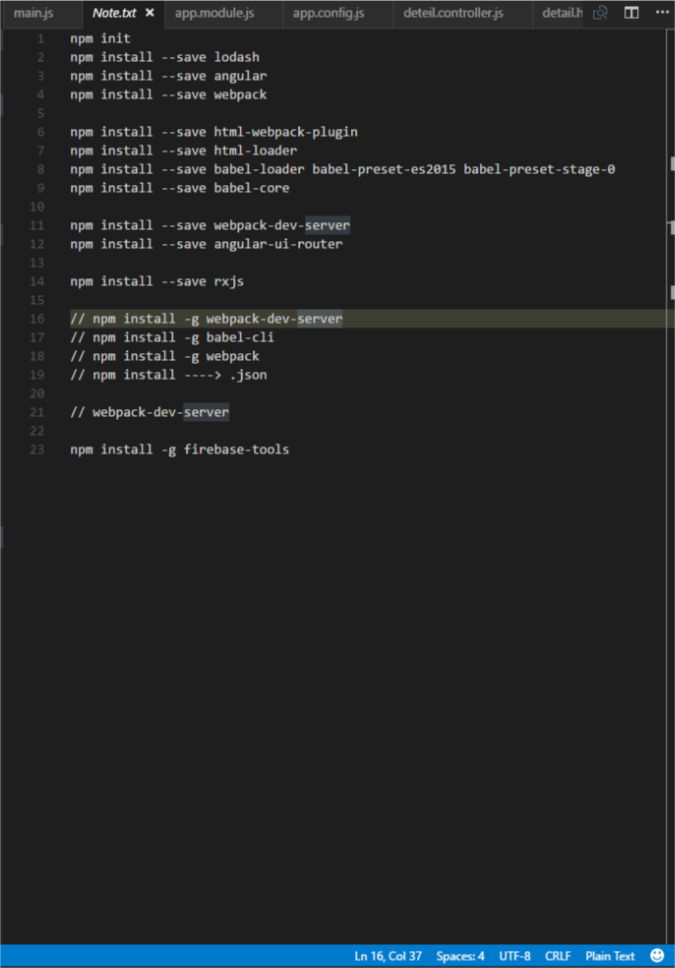 main.js Note.txt × app.module.js app.config.js deteil.controller.js detail.h ...
1 npm init
2 npm install --save lodash
3 npm install --save angular
4 npm install --save webpack
5
6 npm install --save html-webpack-plugin
7 npm install --save html-loader
8 npm install --save babel-loader babel-preset-es2015 babel-preset-stage-0
9 npm install --save babel-core
10
11 npm install --save webpack-dev-server
12 npm install --save angular-ui-router
13
14 npm install --save rxjs
15
16 // npm install -g webpack-dev-server
17 // npm install -g babel-cli
18 // npm install -g webpack
19 // npm install ----> .json
20
21 // webpack-dev-server
22
23 npm install -g firebase-tools
Ln 16, Col 37 Spaces: 4 UTF-8 CRLF Plain Text